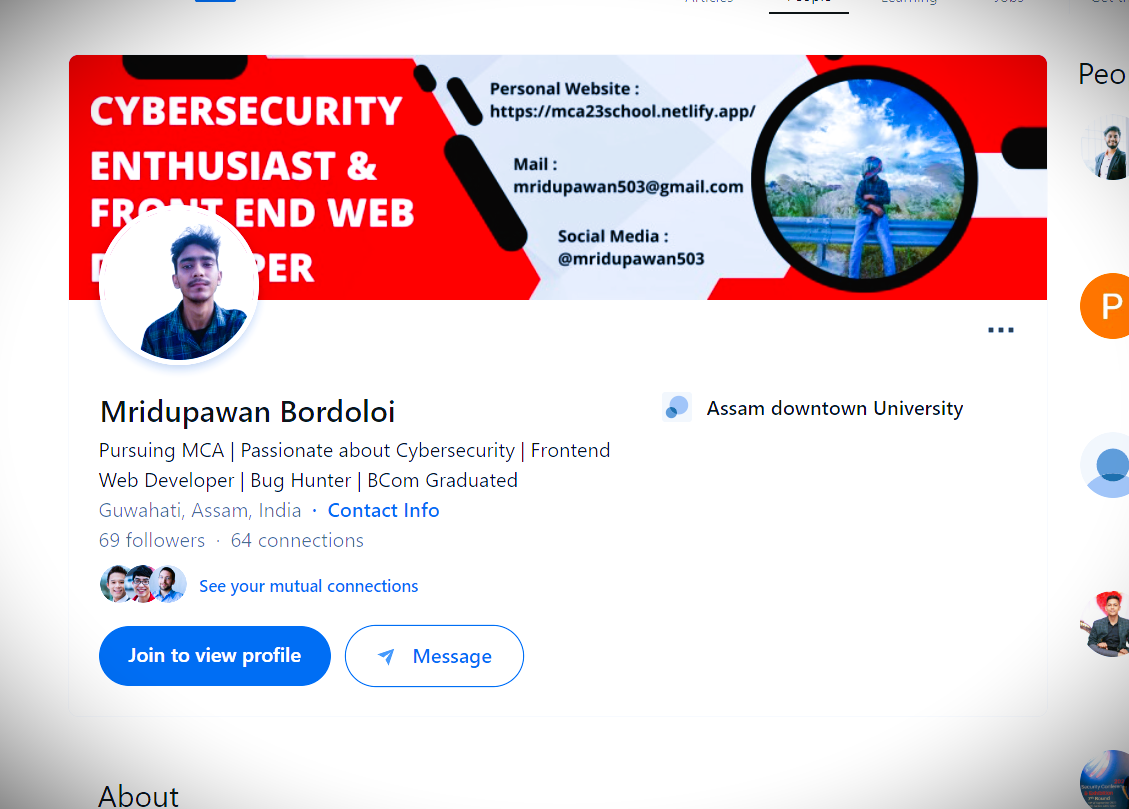 Articles People Learning Jobs
CYBERSECURITY
ENTHUSIAST &
FRONT END WEB
PER
Personal Website :
https://mca23school.netlify.app/
Mail :
mridupawan503@gmail.com
Social Media :
@mridupawan503
Peo
P
Mridupawan Bordoloi
Assam downtown University
Pursuing MCA | Passionate about Cybersecurity | Frontend
Web Developer | Bug Hunter | BCom Graduated
Guwahati, Assam, India · Contact Info
69 followers · 64 connections
See your mutual connections
Join to view profile
Message
About